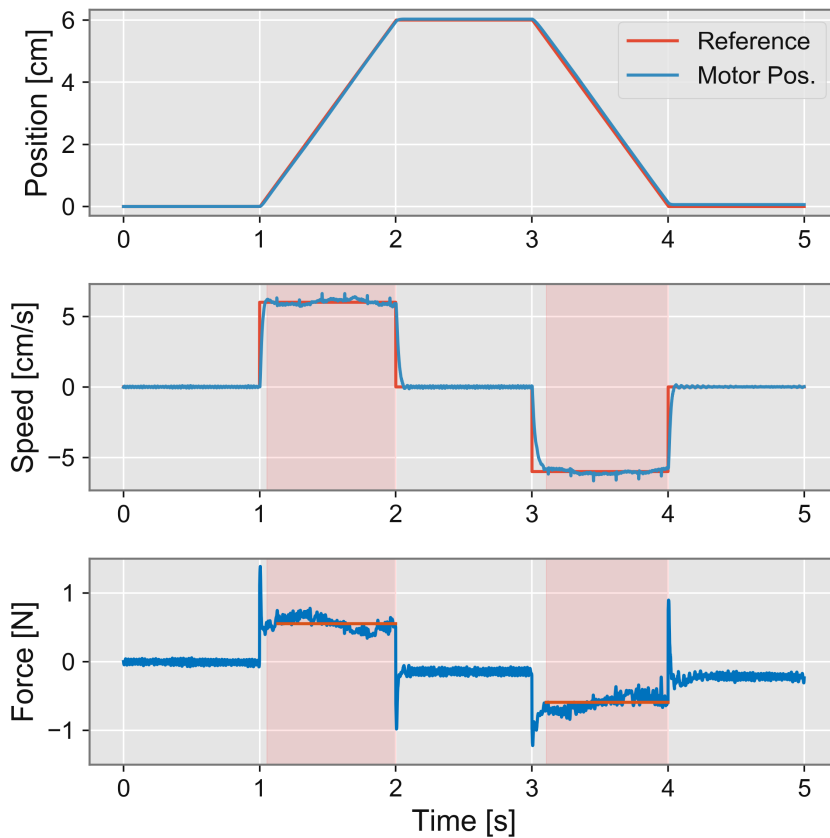 Position [cm]
6
4
2
0
Reference
Motor Pos.
0 1 2 3 4 5
Speed [cm/s]
5
0
−5
0 1 2 3 4 5
Force [N]
1
0
−1
0 1 2 3 4 5
Time [s]